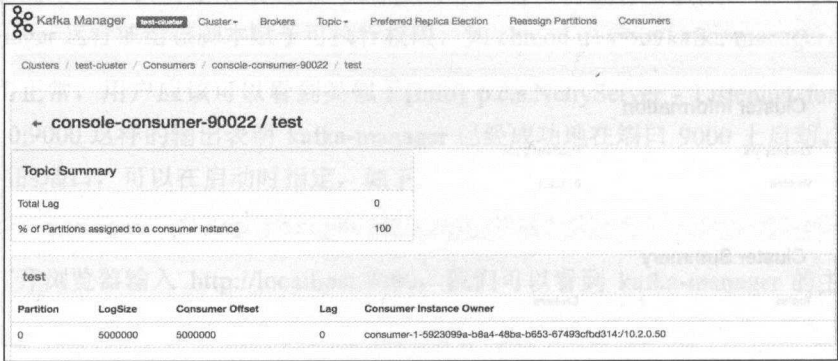 Kafka Manager test-cluster Cluster Brokers Topic Preferred Replica Election Reassign Partitions Consumers
Clusters / test-cluster / Consumers / console-consumer-90022 / test
← console-consumer-90022 / test
Topic Summary
Total Lag 0
% of Partitions assigned to a consumer instance 100
test
Partition LogSize Consumer Offset Lag Consumer Instance Owner
0 5000000 5000000 0 consumer-1-5923099a-b8a4-48ba-b653-67493cfbd314:/10.2.0.50